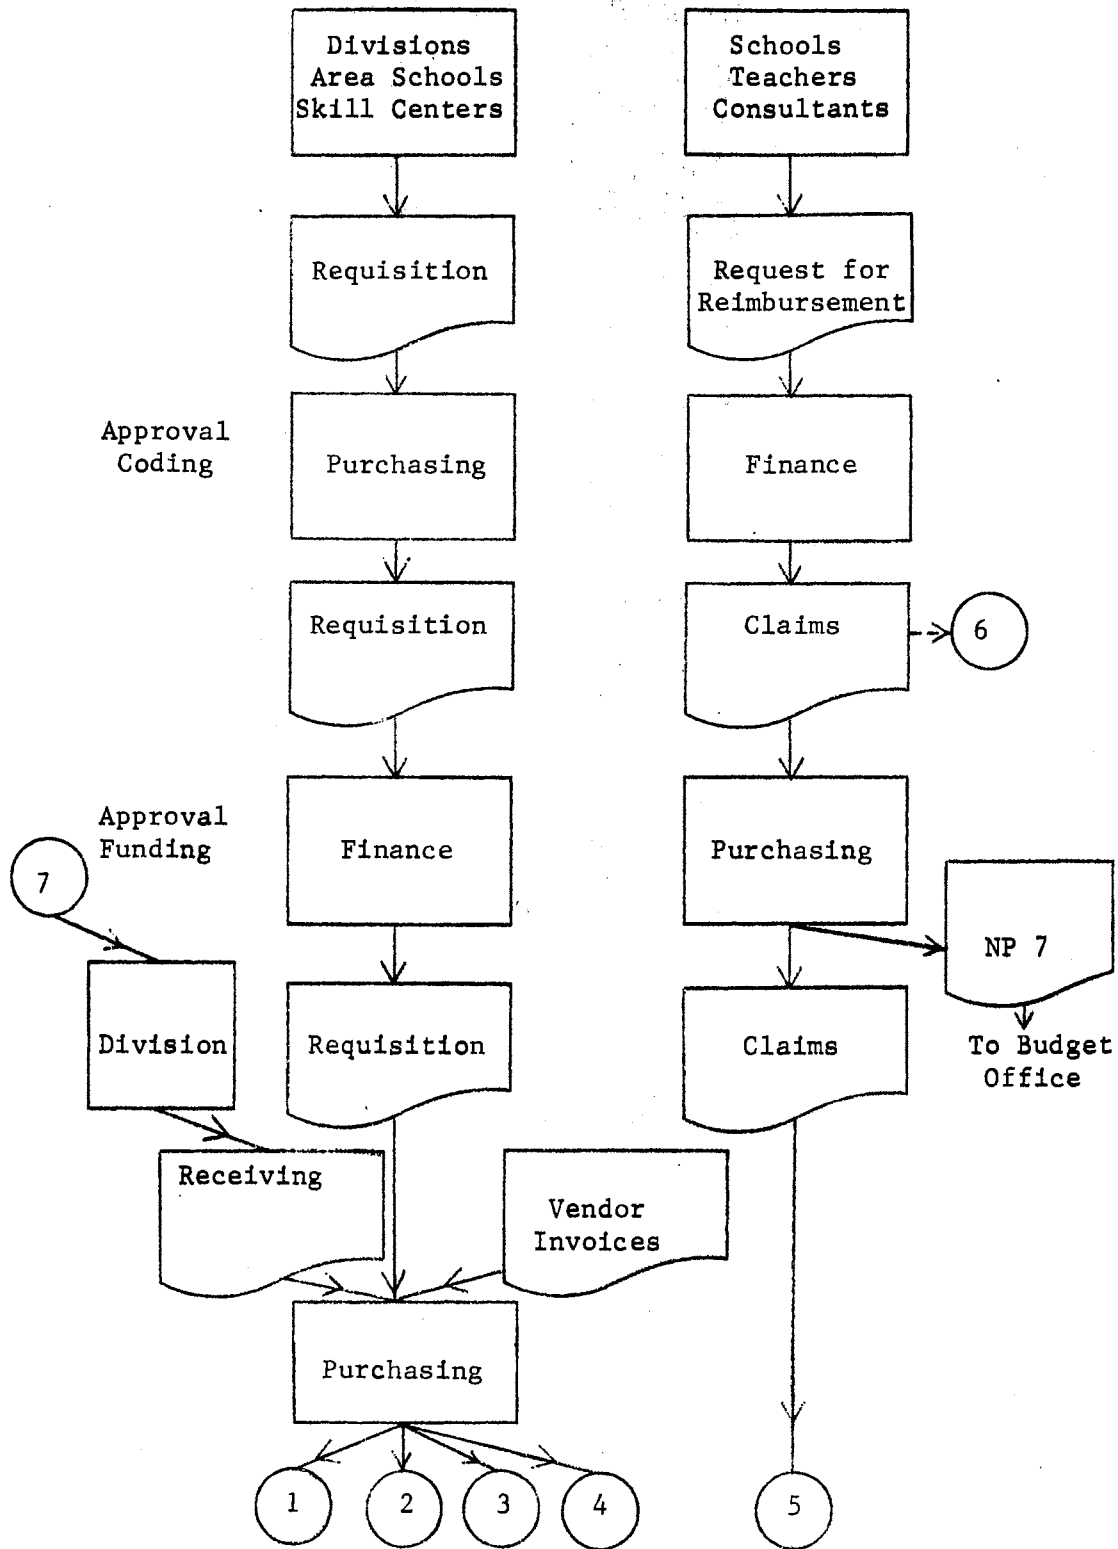 Divisions
Area Schools
Skill Centers
Schools
Teachers
Consultants
Requisition
Request for
Reimbursement
Approval
Coding
Purchasing
Finance
Requisition
Claims
6
Approval
Funding
7
Finance
Purchasing
NP 7
Division
Requisition
Claims
To Budget
Office
Receiving
Vendor
Invoices
Purchasing
1
2
3
4
5